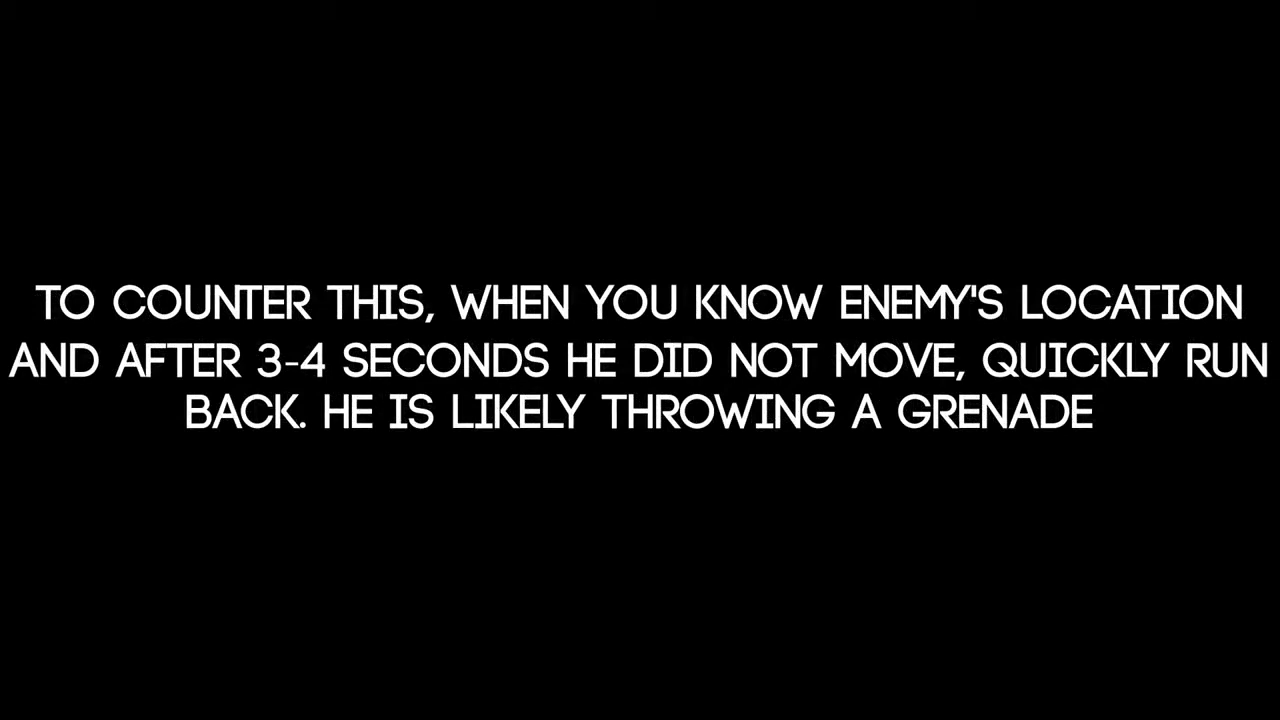 TO COUNTER THIS, WHEN YOU KNOW ENEMY'S LOCATION
AND AFTER 3-4 SECONDS HE DID NOT MOVE, QUICKLY RUN
BACK. HE IS LIKELY THROWING A GRENADE